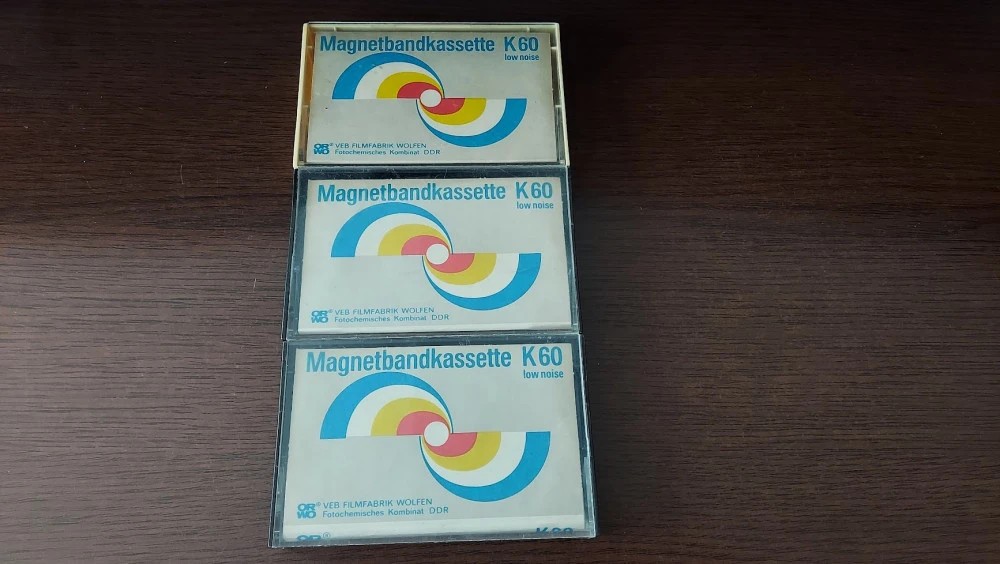 Magnetbandkassette K60
low noise
ORWO® VEB FILMFABRIK WOLFEN
Fotochemisches Kombinat DDR
Magnetbandkassette K60
low noise
ORWO® VEB FILMFABRIK WOLFEN
Fotochemisches Kombinat DDR
Magnetbandkassette K60
low noise
ORWO® VEB FILMFABRIK WOLFEN
Fotochemisches Kombinat DDR